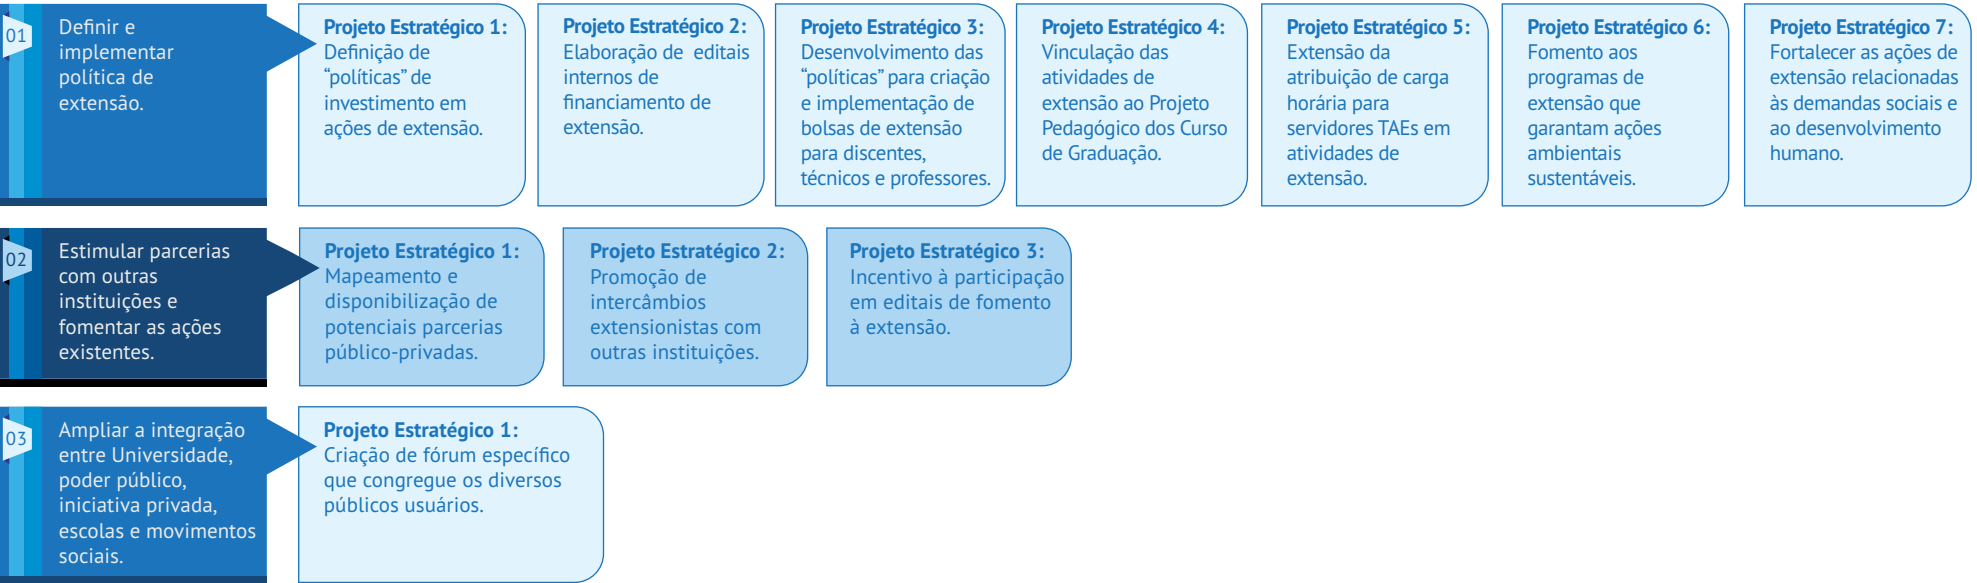 01
Definir e
implementar
política de
extensão.
Projeto Estratégico 1:
Definição de
“políticas” de
investimento em
ações de extensão.
Projeto Estratégico 2:
Elaboração de editais
internos de
financiamento de
extensão.
Projeto Estratégico 3:
Desenvolvimento das
“políticas” para criação
e implementação de
bolsas de extensão
para discentes,
técnicos e professores.
Projeto Estratégico 4:
Vinculação das
atividades de
extensão ao Projeto
Pedagógico dos Curso
de Graduação.
Projeto Estratégico 5:
Extensão da
atribuição de carga
horária para
servidores TAEs em
atividades de
extensão.
Projeto Estratégico 6:
Fomento aos
programas de
extensão que
garantam ações
ambientais
sustentáveis.
Projeto Estratégico 7:
Fortalecer as ações de
extensão relacionadas
às demandas sociais e
ao desenvolvimento
humano.
02
Estimular parcerias
com outras
instituições e
fomentar as ações
existentes.
Projeto Estratégico 1:
Mapeamento e
disponibilização de
potenciais parcerias
público-privadas.
Projeto Estratégico 2:
Promoção de
intercâmbios
extensionistas com
outras instituições.
Projeto Estratégico 3:
Incentivo à participação
em editais de fomento
à extensão.
03
Ampliar a integração
entre Universidade,
poder público,
iniciativa privada,
escolas e movimentos
sociais.
Projeto Estratégico 1:
Criação de fórum específico
que congregue os diversos
públicos usuários.